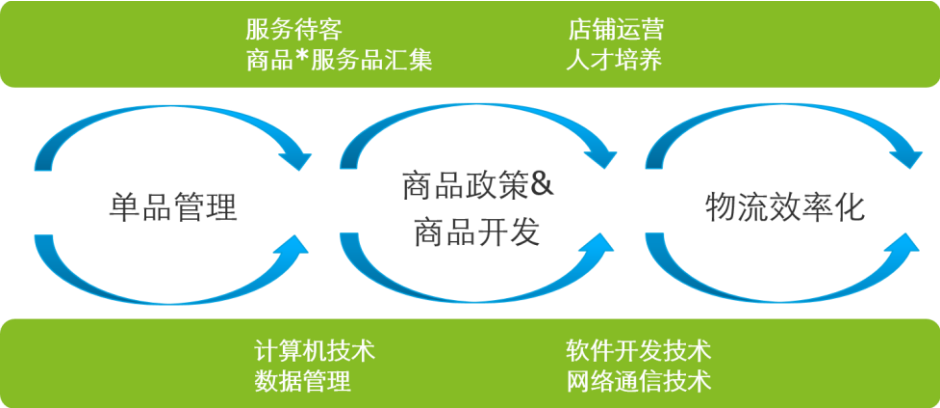 服务待客
店铺运营
商品*服务品汇集
人才培养
单品管理
商品政策&
商品开发
物流效率化
计算机技术
软件开发技术
数据管理
网络通信技术